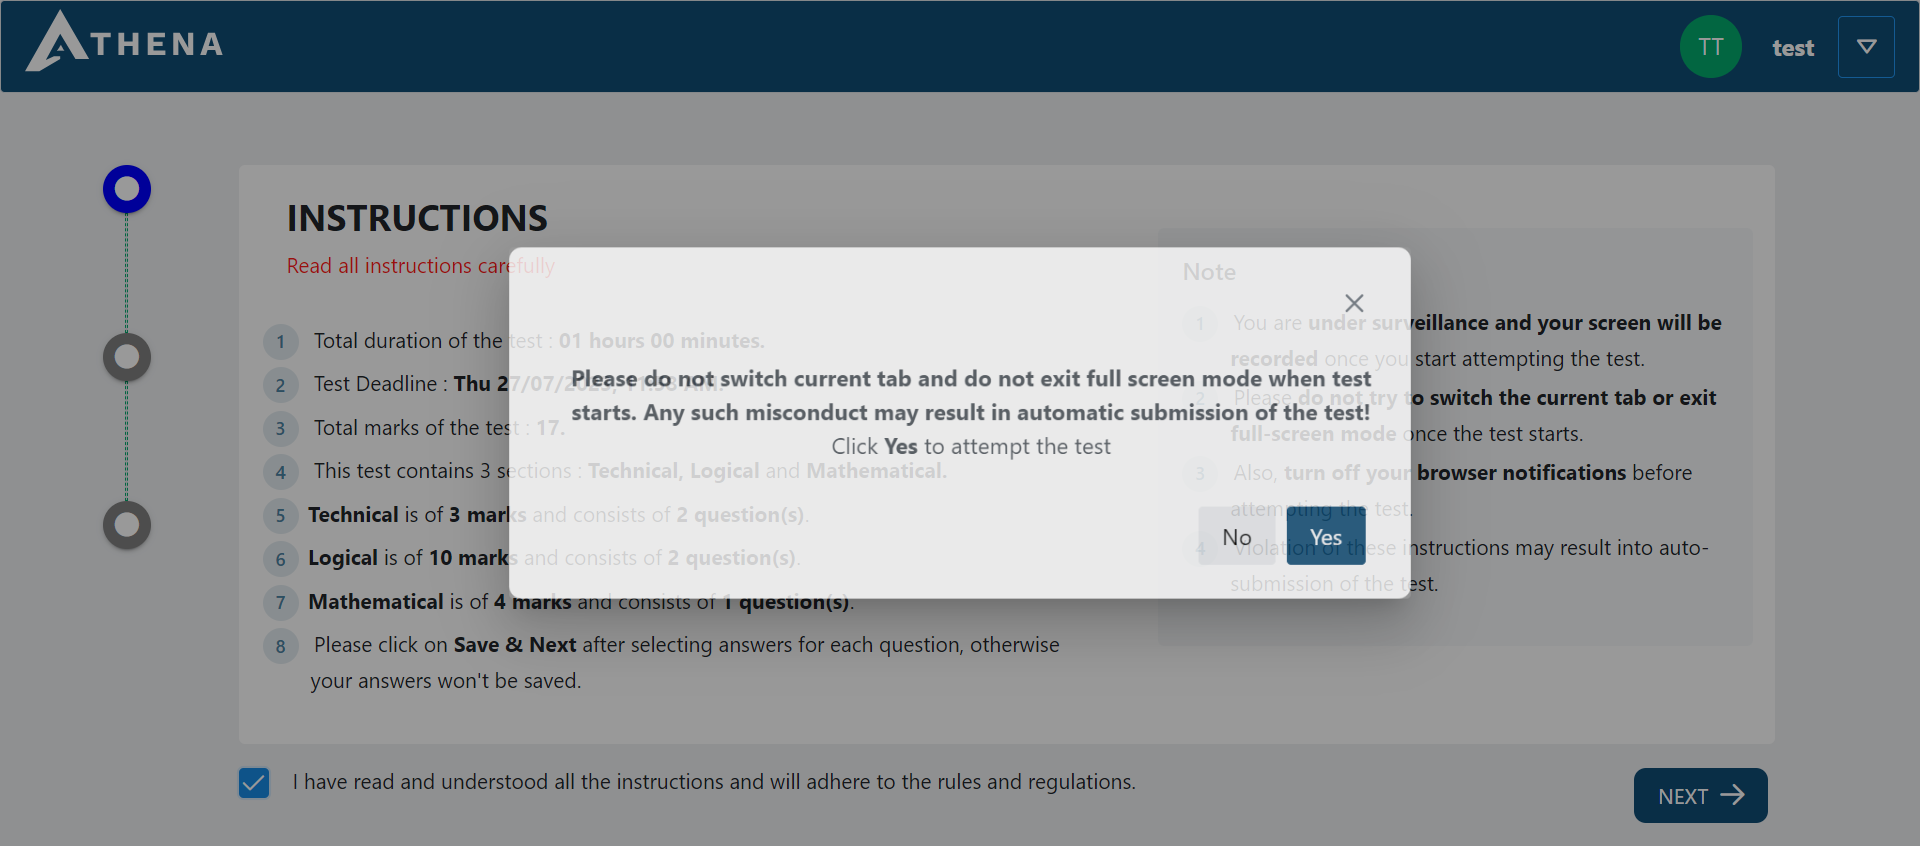 ATHENA
TT
test
INSTRUCTIONS
Read all instructions carefully
1 Total duration of the test : 01 hours 00 minutes.
2 Test Deadline : Thu 27/07/2023, 11:58 AM.
3 Total marks of the test : 17.
4 This test contains 3 sections : Technical, Logical and Mathematical.
5 Technical is of 3 marks and consists of 2 question(s).
6 Logical is of 10 marks and consists of 2 question(s).
7 Mathematical is of 4 marks and consists of 1 question(s).
8 Please click on Save & Next after selecting answers for each question, otherwise
your answers won't be saved.
Note
1 You are under surveillance and your screen will be
recorded once you start attempting the test.
2 Please do not try to switch the current tab or exit
full-screen mode once the test starts.
3 Also, turn off your browser notifications before
attempting the test.
4 Violation of these instructions may result into auto-
submission of the test.
Please do not switch current tab and do not exit full screen mode when test
starts. Any such misconduct may result in automatic submission of the test!
Click Yes to attempt the test
No
Yes
I have read and understood all the instructions and will adhere to the rules and regulations.
NEXT